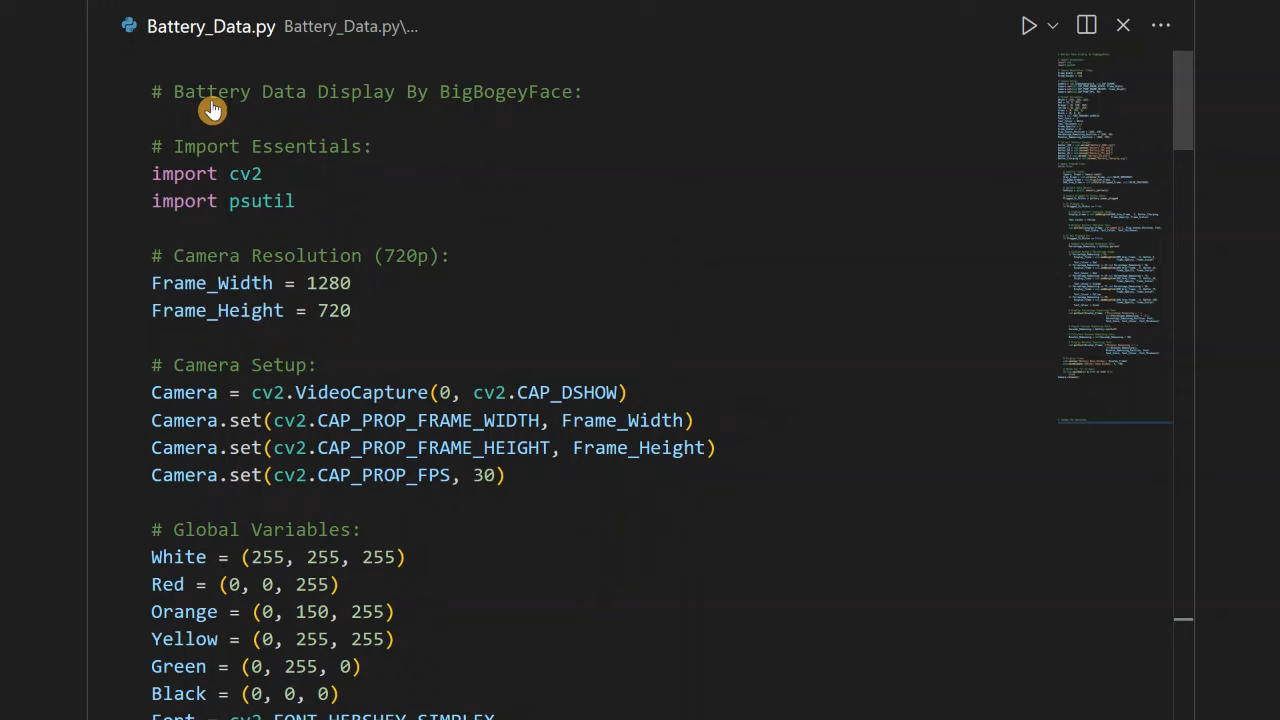 Battery_Data.py Battery_Data.py\...
# Battery Data Display By BigBogeyFace:
# Import Essentials:
import cv2
import psutil
# Camera Resolution (720p):
Frame_Width = 1280
Frame_Height = 720
# Camera Setup:
Camera = cv2.VideoCapture(0, cv2.CAP_DSHOW)
Camera.set(cv2.CAP_PROP_FRAME_WIDTH, Frame_Width)
Camera.set(cv2.CAP_PROP_FRAME_HEIGHT, Frame_Height)
Camera.set(cv2.CAP_PROP_FPS, 30)
# Global Variables:
White = (255, 255, 255)
Red = (0, 0, 255)
Orange = (0, 150, 255)
Yellow = (0, 255, 255)
Green = (0, 255, 0)
Black = (0, 0, 0)
Font = cv2.FONT_HERSHEY_SIMPLEX